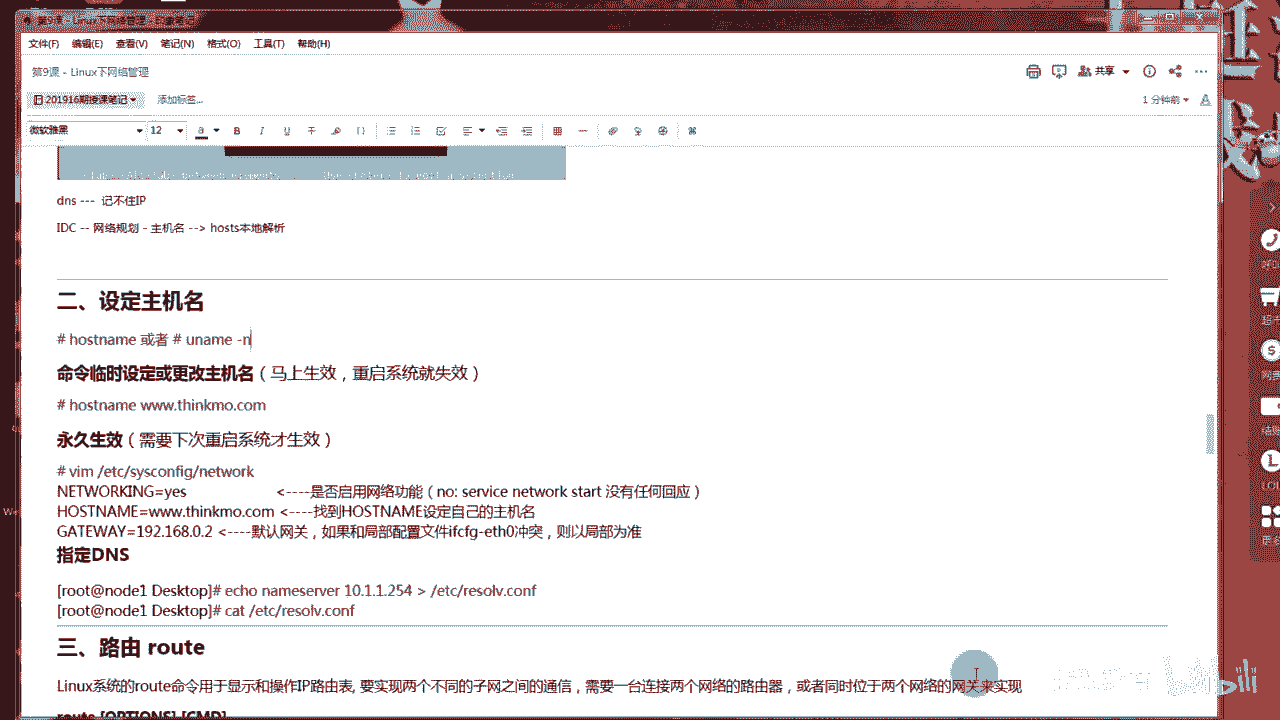 文件(F) 编辑(E) 查看(V) 笔记(N) 格式(O) 工具(T) 帮助(H)
第9课 - Linux下网络管理
共享
201916期授课笔记
添加标签...
1 分钟前
微软雅黑
12
dns --- 记不住IP
IDC -- 网络规划 - 主机名 --> hosts本地解析
二、设定主机名
# hostname 或者 # uname -n
命令临时设定或更改主机名（马上生效，重启系统就失效）
# hostname www.thinkmo.com
永久生效（需要下次重启系统才生效）
# vim /etc/sysconfig/network
NETWORKING=yes <----是否启用网络功能（no: service network start 没有任何回应）
HOSTNAME=www.thinkmo.com <----找到HOSTNAME设定自己的主机名
GATEWAY=192.168.0.2 <----默认网关，如果和局部配置文件ifcfg-eth0冲突，则以局部为准
指定DNS
[root@node1 Desktop]# echo nameserver 10.1.1.254 > /etc/resolv.conf
[root@node1 Desktop]# cat /etc/resolv.conf
三、路由 route
Linux系统的route命令用于显示和操作IP路由表, 要实现两个不同的子网之间的通信，需要一台连接两个网络的路由器，或者同时位于两个网络的网关来实现
route [OPTIONS] [CMD]